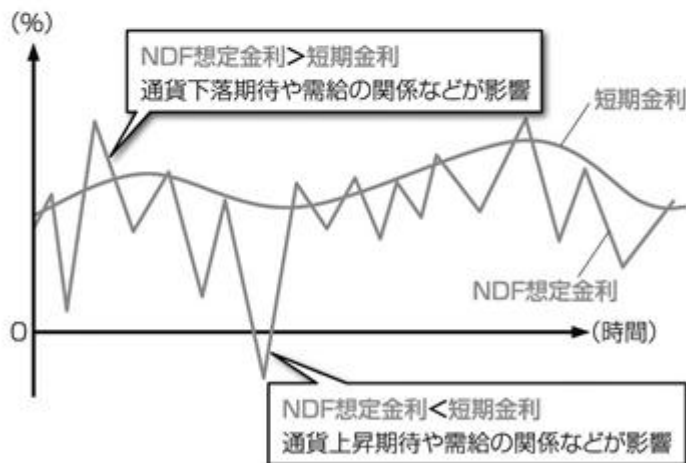 (%)
NDF想定金利>短期金利
通貨下落期待や需給の関係などが影響
短期金利
NDF想定金利
0
(時間)
NDF想定金利<短期金利
通貨上昇期待や需給の関係などが影響